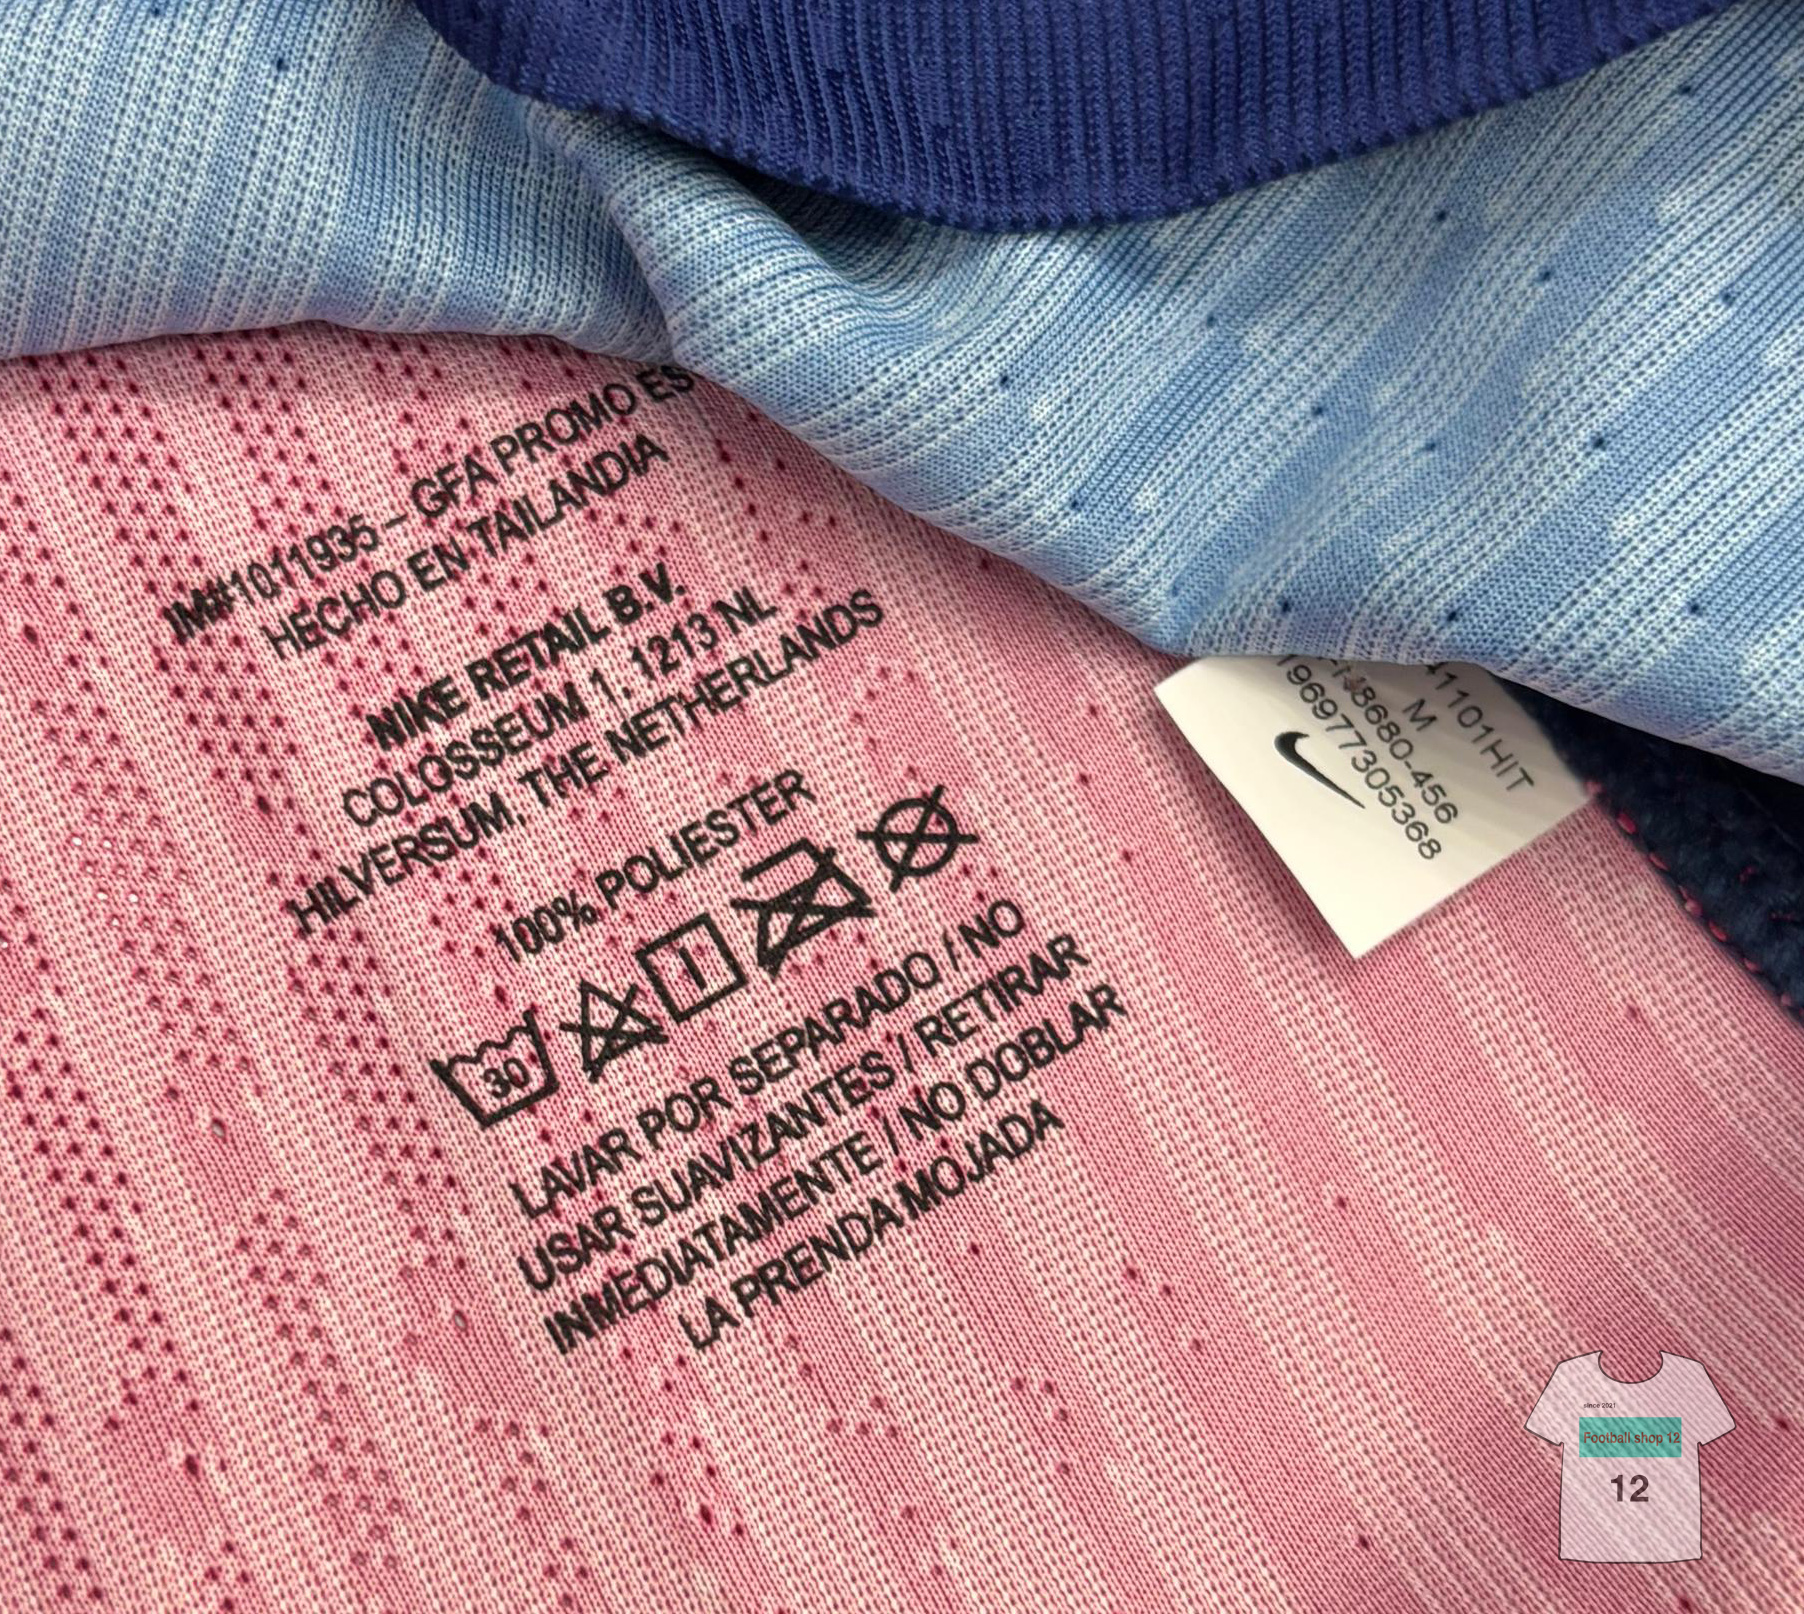 IM#1011935 – GFA PROMO ES
HECHO EN TAILANDIA
NIKE RETAIL B.V.
COLOSSEUM 1, 1213 NL
HILVERSUM, THE NETHERLANDS
100% POLIESTER
30
LAVAR POR SEPARADO / NO
USAR SUAVIZANTES / RETIRAR
INMEDIATAMENTE / NO DOBLAR
LA PRENDA MOJADA
11101HIT
M
8680-456
196977305368
since 2021
Football shop 12
12